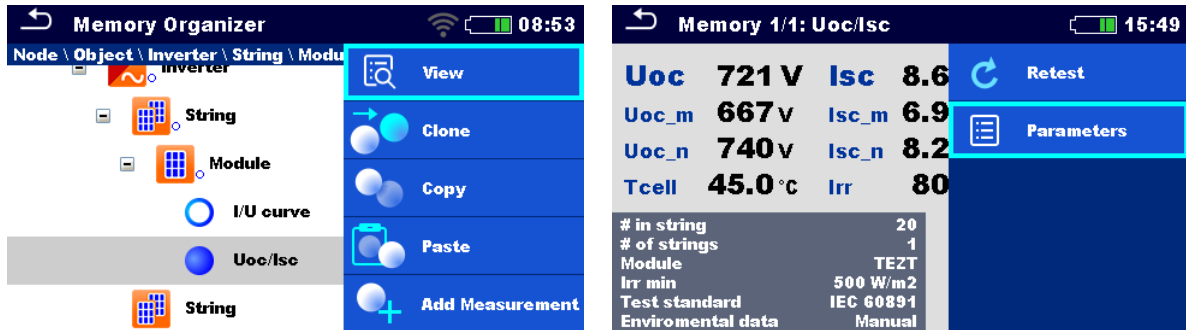 Memory Organizer
08:53
Node \ Object \ Inverter \ String \ Modu
Inverter
String
Module
I/U curve
Uoc/Isc
String
View
Clone
Copy
Paste
Add Measurement
Memory 1/1: Uoc/Isc
15:49
Uoc 721 V Isc 8.6
Uoc_m 667 V Isc_m 6.9
Uoc_n 740 V Isc_n 8.2
Tcell 45.0 °C Irr 80
# in string 20
# of strings 1
Module TEZT
Irr min 500 W/m2
Test standard IEC 60891
Enviromental data Manual
Retest
Parameters